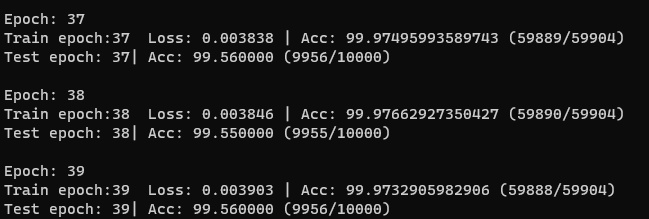 Epoch: 37
Train epoch:37  Loss: 0.003838 | Acc: 99.97495993589743 (59889/59904)
Test epoch: 37| Acc: 99.560000 (9956/10000)
Epoch: 38
Train epoch:38  Loss: 0.003846 | Acc: 99.97662927350427 (59890/59904)
Test epoch: 38| Acc: 99.550000 (9955/10000)
Epoch: 39
Train epoch:39  Loss: 0.003903 | Acc: 99.9732905982906 (59888/59904)
Test epoch: 39| Acc: 99.560000 (9956/10000)